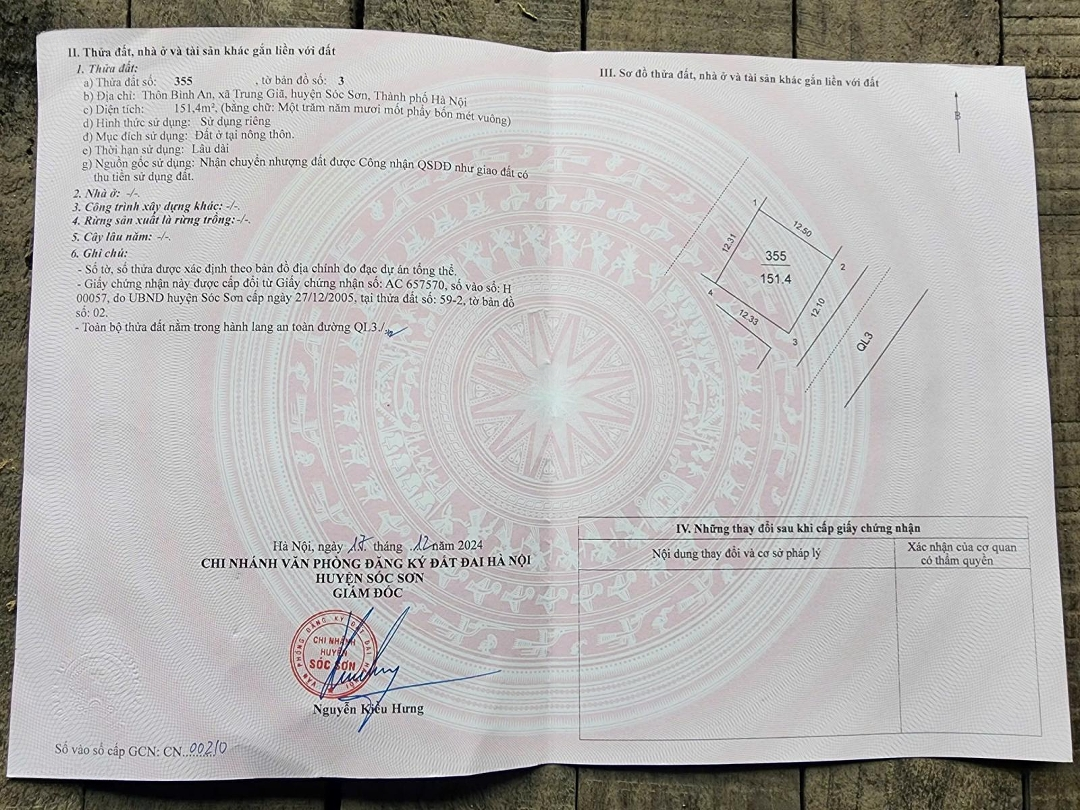 II. Thửa đất, nhà ở và tài sản khác gắn liền với đất
1. Thửa đất:
a) Thửa đất số: 355 , tờ bản đồ số: 3
b) Địa chỉ: Thôn Bình An, xã Trung Giã, huyện Sóc Sơn, Thành phố Hà Nội
c) Diện tích: 151.4m², (bằng chữ: Một trăm năm mươi mốt phẩy bốn mét vuông)
d) Hình thức sử dụng: Sử dụng riêng
đ) Mục đích sử dụng: Đất ở tại nông thôn.
e) Thời hạn sử dụng: Lâu dài
g) Nguồn gốc sử dụng: Nhận chuyển nhượng đất được Công nhận QSDĐ như giao đất có
thu tiền sử dụng đất.
2. Nhà ở: -/-.
3. Công trình xây dựng khác: -/-.
4. Rừng sản xuất là rừng trồng:-/-.
5. Cây lâu năm: -/-.
6. Ghi chú:
- Số tờ, số thửa được xác định theo bản đồ địa chính đo đạc dự án tổng thể.
Giấy chứng nhận này được cấp đổi từ Giấy chứng nhận số: AC 657570, số vào sổ: H
00057, do UBND huyện Sóc Sơn cấp ngày 27/12/2005, tại thửa đất số: 59-2, tờ bản đồ
số: 02.
- Toàn bộ thửa đất nằm trong hành lang an toàn đường QL3./.
Hà Nội, ngày 17 tháng .12 năm 2024
CHI NHÁNH VĂN PHÒNG ĐĂNG KÝ ĐẤT ĐAI HÀ NỘI
HUYỆN SÓC SƠN
GIÁM ĐỐC
VĂN PHÒNG ĐĂNG KÝ ĐẤT ĐAI HÀ NỘI
CHI NHÁNH
HUYỆN
SÓC SƠN
Nguyễn Kiều Hưng
Số vào sổ cấp GCN: CN.00210
III. Sơ đồ thửa đất, nhà ở và tài sản khác gắn liền với đất
B
1
12.50
12.31
355
151.4
2
4
12.33
12.10
3
QL3
IV. Những thay đổi sau khi cấp giấy chứng nhận
Nội dung thay đổi và cơ sở pháp lý
Xác nhận của cơ quan
có thẩm quyền